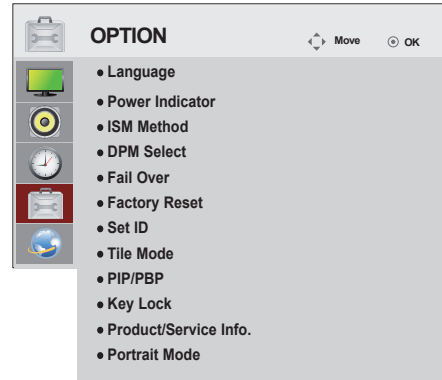 OPTION
Move
OK
● Language
● Power Indicator
● ISM Method
● DPM Select
● Fail Over
● Factory Reset
● Set ID
● Tile Mode
● PIP/PBP
● Key Lock
● Product/Service Info.
● Portrait Mode